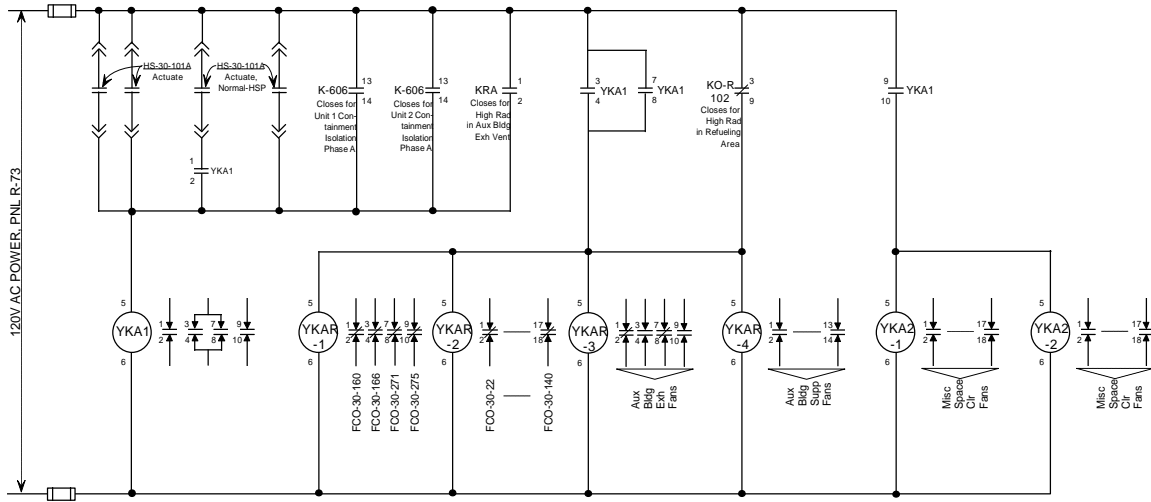 120V AC POWER, PNL R-73
HS-30-101A
Actuate
HS-30-101A
Actuate,
Normal-HSP
1
YKA1
2
K-606
13
14
Closes for
Unit 1 Con-
tainment
Isolation
Phase A
K-606
13
14
Closes for
Unit 2 Con-
tainment
Isolation
Phase A
KRA
1
2
Closes for
High Rad
in Aux Bldg
Exh Vent
3
YKA1
4
7
YKA1
8
KO-R
102
3
9
Closes for
High Rad
in Refueling
Area
9
YKA1
10
5
YKA1
6
1
2
3
4
7
8
9
10
5
YKAR
-1
6
1
2
3
4
7
8
9
10
FCO-30-160
FCO-30-166
FCO-30-271
FCO-30-275
5
YKAR
-2
6
1
2
17
18
FCO-30-22
FCO-30-140
5
YKAR
-3
6
1
2
3
4
7
8
9
10
Aux
Bldg
Exh
Fans
5
YKAR
-4
6
1
2
13
14
Aux
Bldg
Supp
Fans
5
YKA2
-1
6
1
2
17
18
Misc
Space
Clr
Fans
5
YKA2
-2
6
1
2
17
18
Misc
Space
Clr
Fans